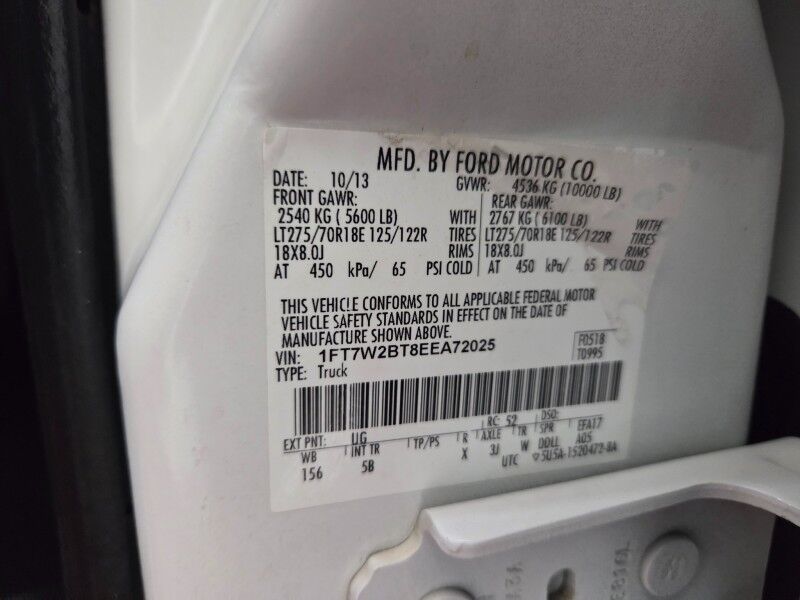 MFD. BY FORD MOTOR CO.
DATE: 10/13 GVWR: 4536 KG (10000 LB)
FRONT GAWR: REAR GAWR:
2540 KG ( 5600 LB) WITH 2767 KG ( 6100 LB) WITH
LT275/70R18E 125/122R TIRES LT275/70R18E 125/122R TIRES
18X8.0J RIMS 18X8.0J RIMS
AT 450 kPa/ 65 PSI COLD AT 450 kPa/ 65 PSI COLD
THIS VEHICLE CONFORMS TO ALL APPLICABLE FEDERAL MOTOR
VEHICLE SAFETY STANDARDS IN EFFECT ON THE DATE OF
MANUFACTURE SHOWN ABOVE.
VIN: 1FT7W2BT8EEA72025 F0518
TYPE: Truck T0995
RC: 52 DSO:
EXT PNT: UG AXLE TR SPR EFA17
WB INT TR TP/PS R
156 5B X 3J W DDLL A05
UTC